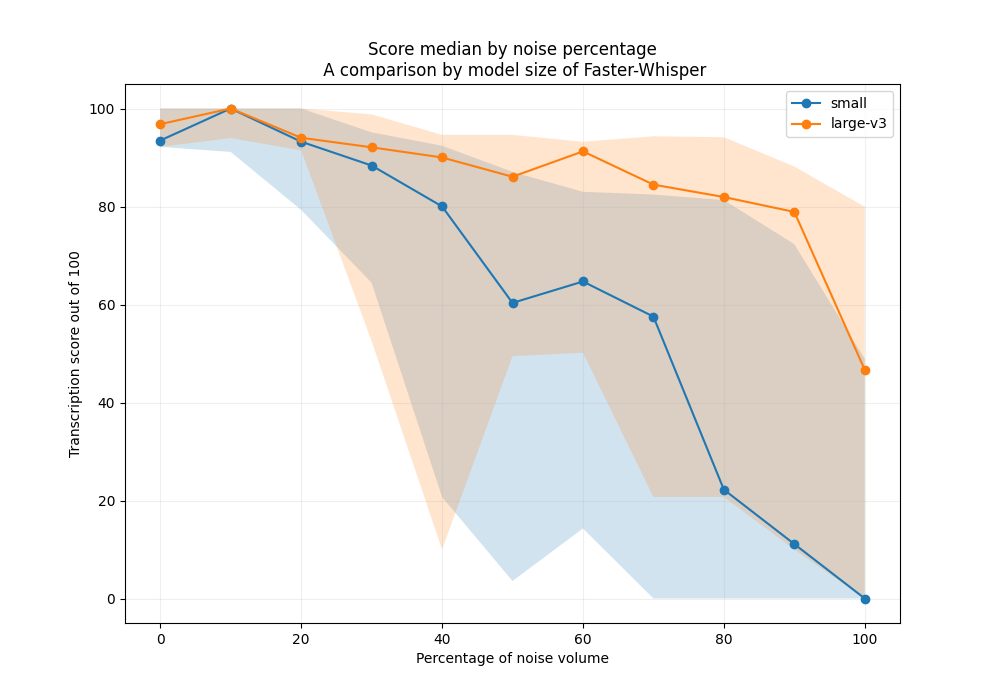 Score median by noise percentage
A comparison by model size of Faster-Whisper
small
large-v3
Transcription score out of 100
100
80
60
40
20
0
0 20 40 60 80 100
Percentage of noise volume